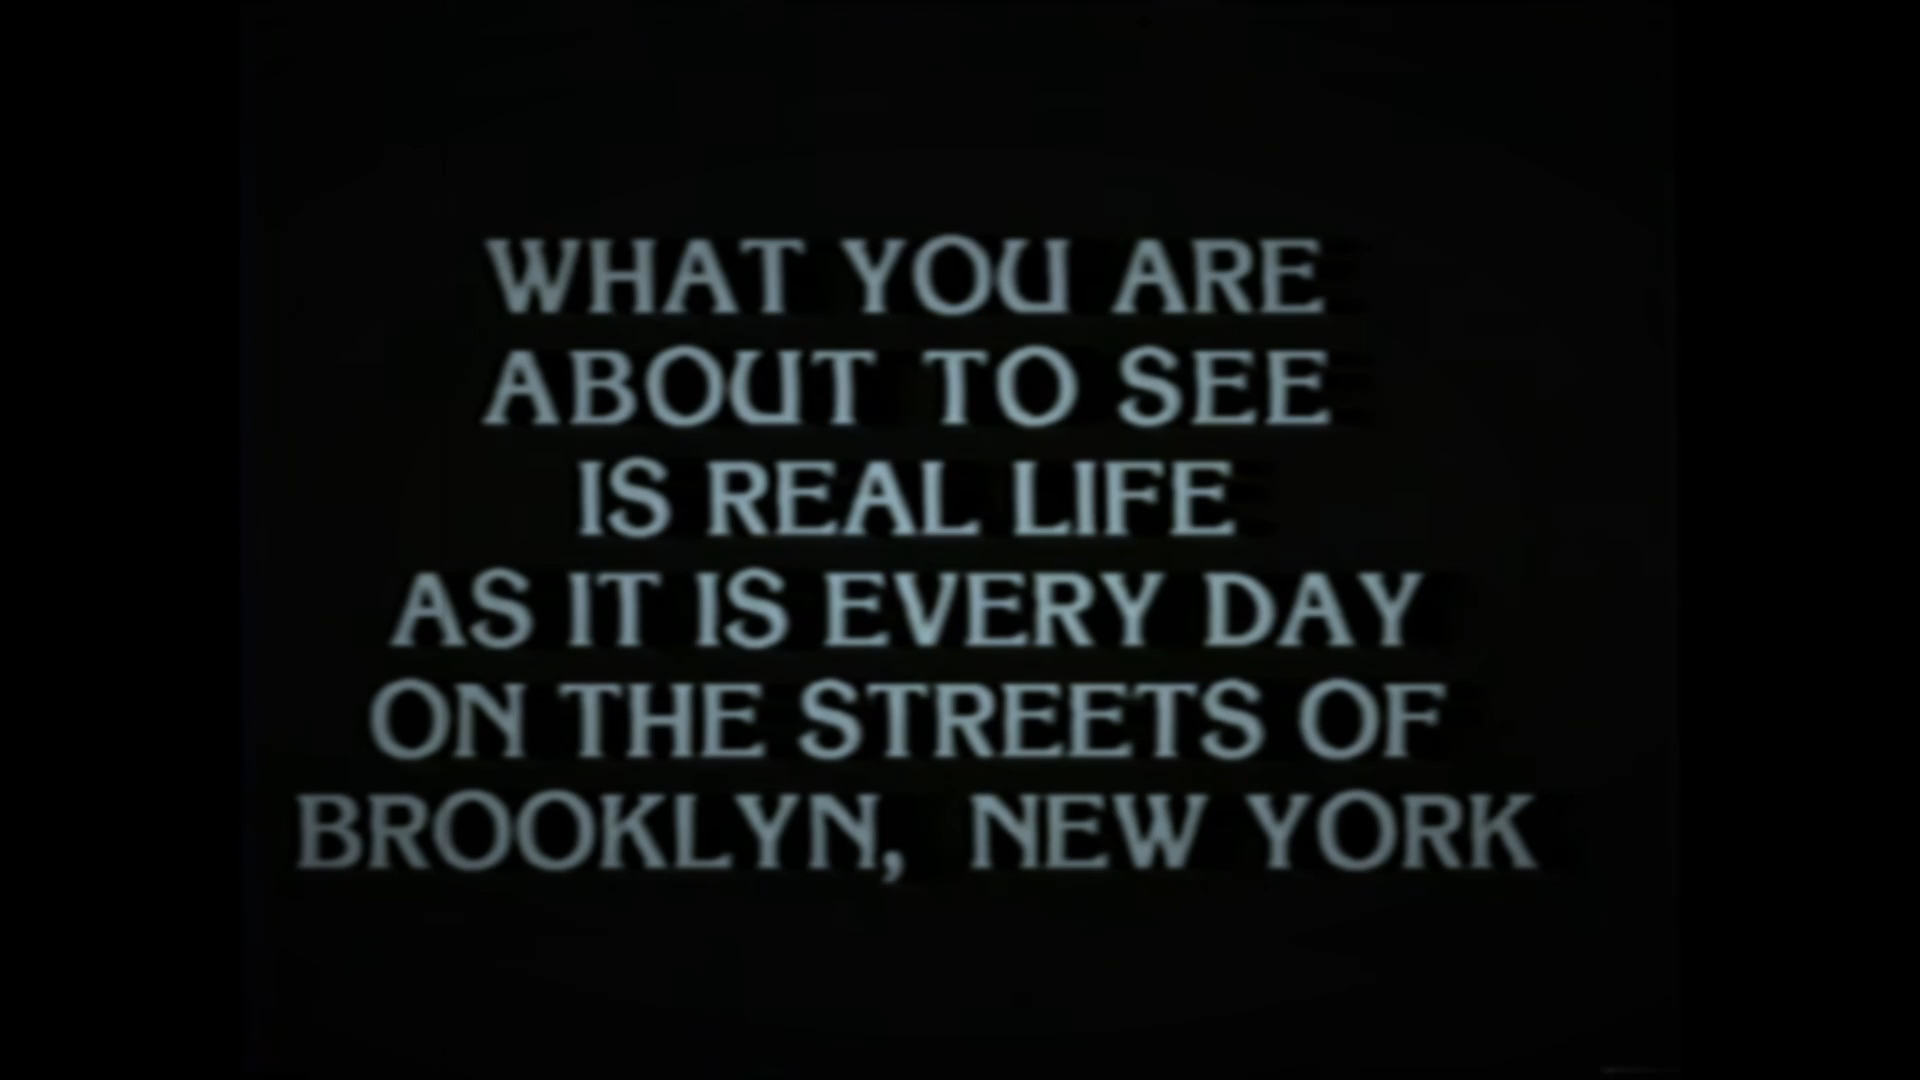 WHAT YOU ARE
ABOUT TO SEE
IS REAL LIFE
AS IT IS EVERY DAY
ON THE STREETS OF
BROOKLYN, NEW YORK